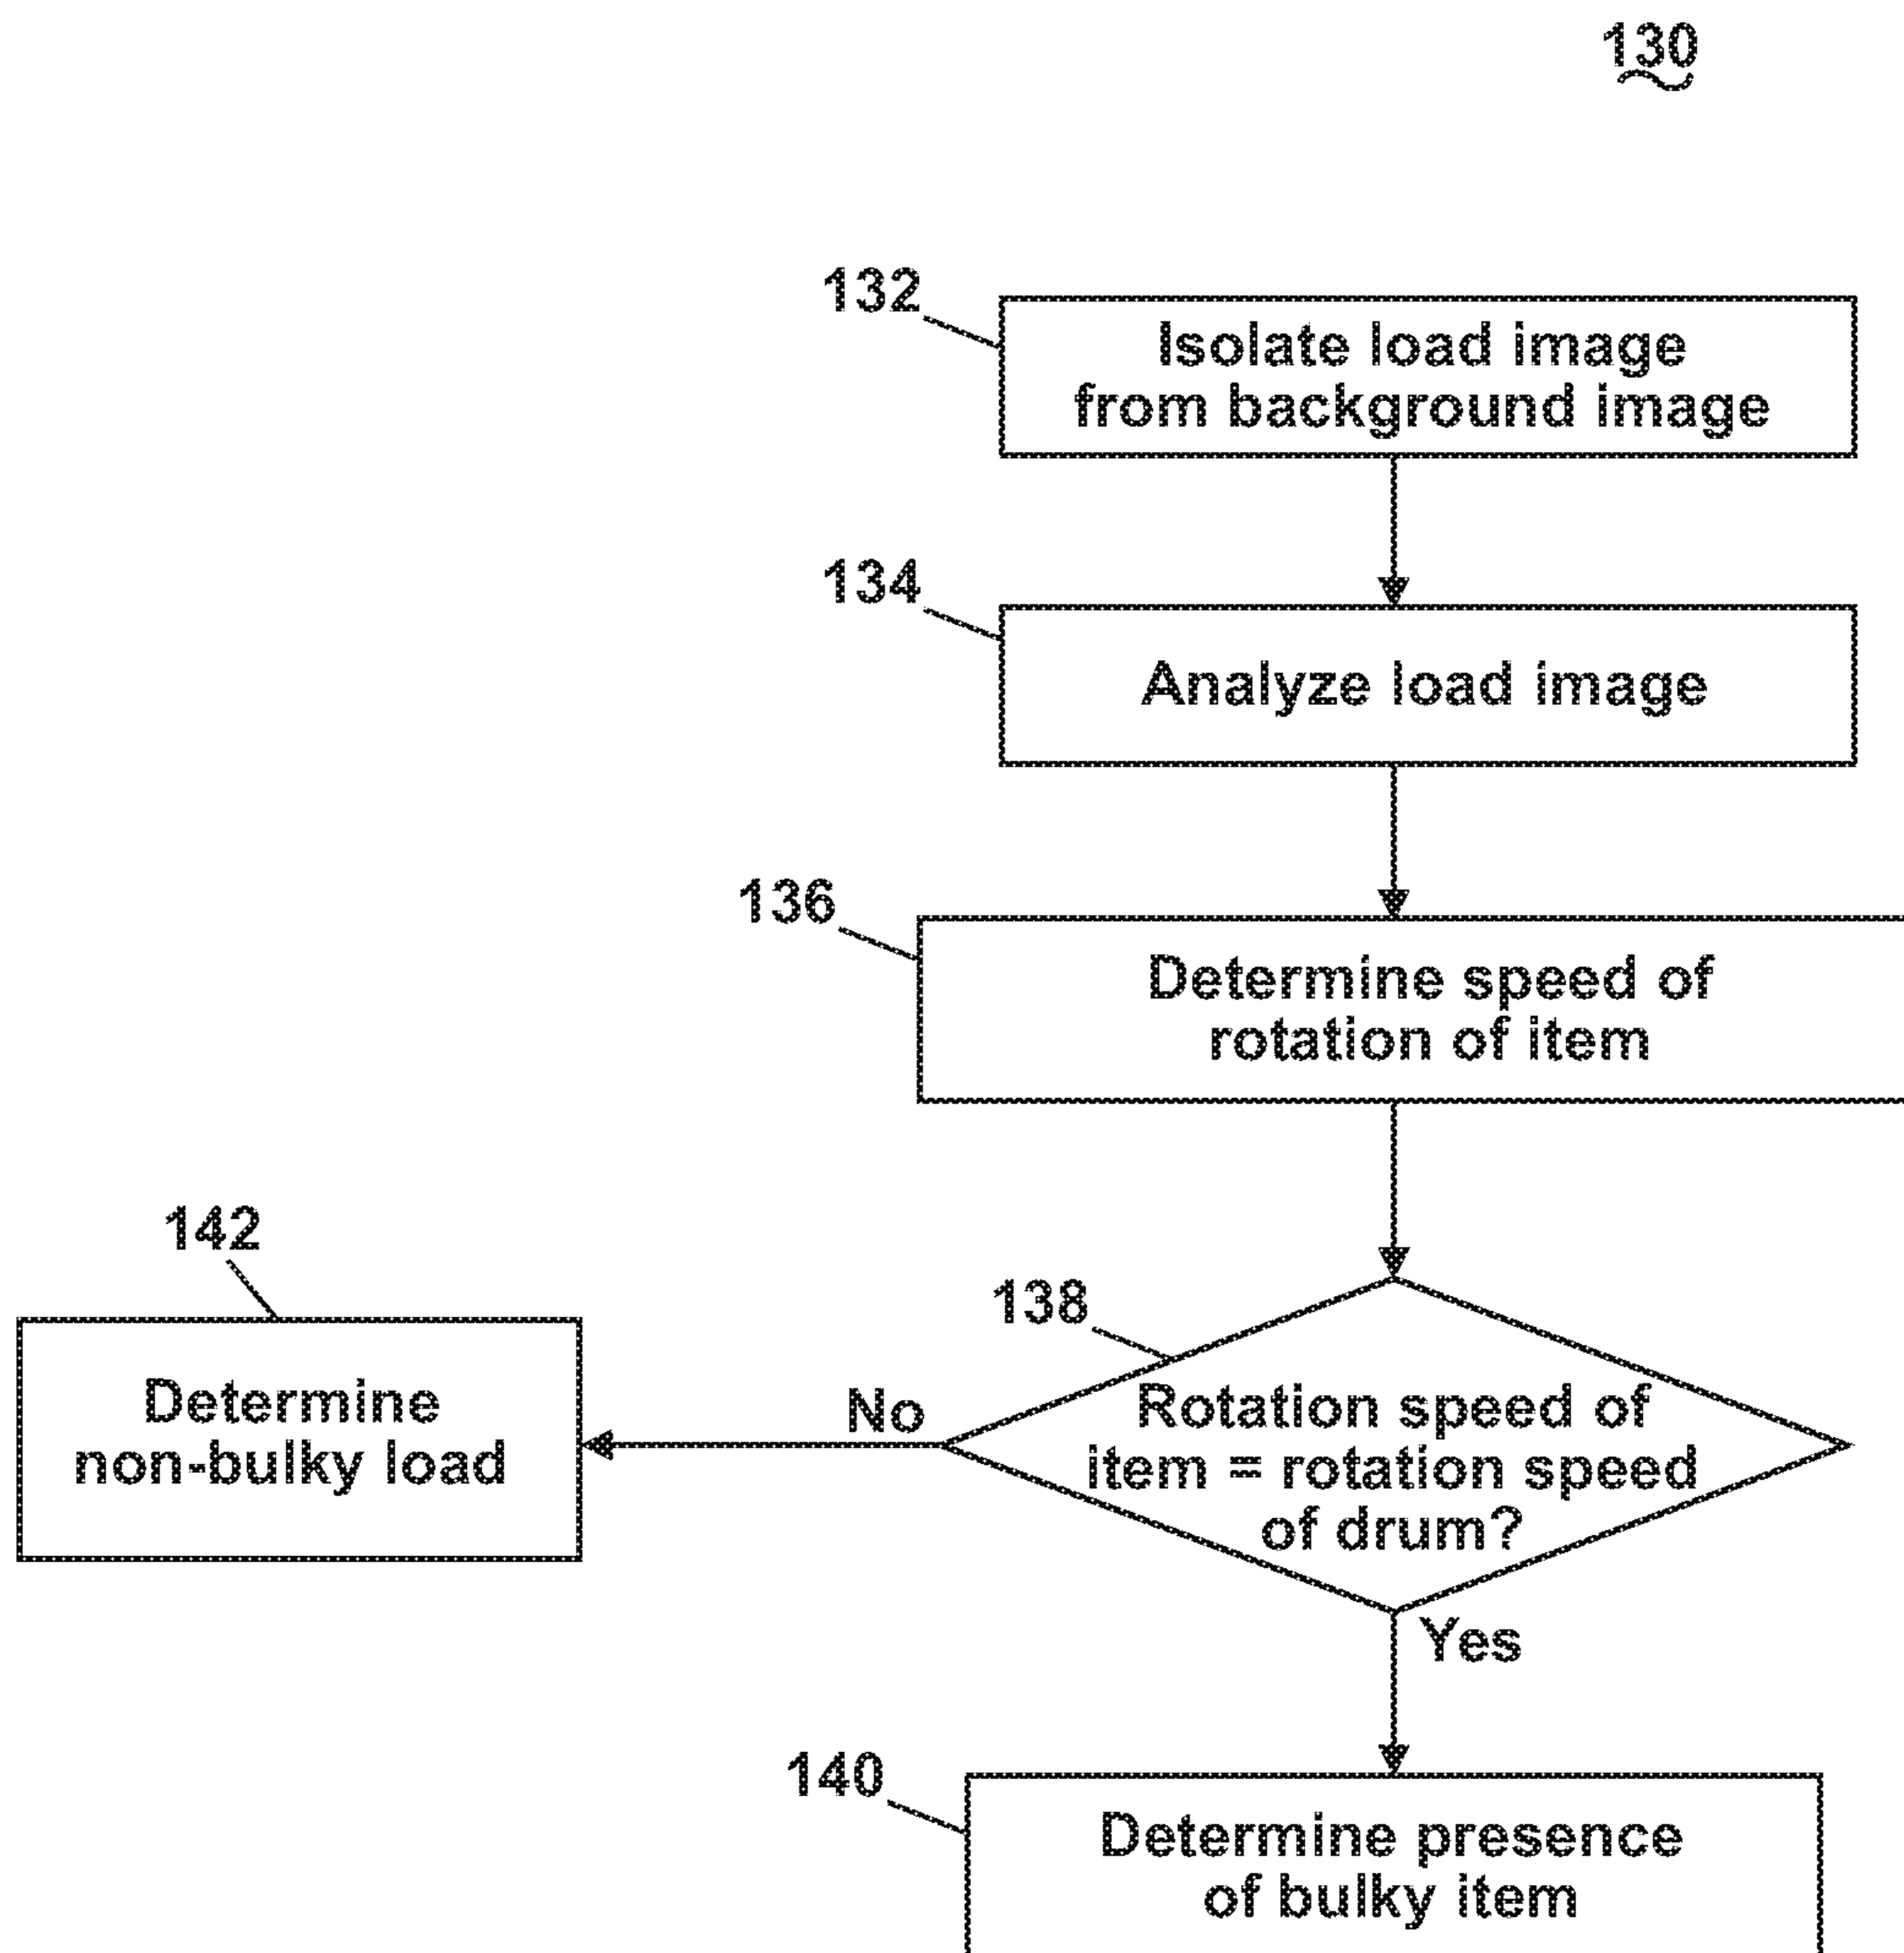 130
132
Isolate load image
from background image
134
Analyze load image
136
Determine speed of
rotation of item
142
Determine
non-bulky load
138
No
Rotation speed of
item = rotation speed
of drum?
Yes
140
Determine presence
of bulky item